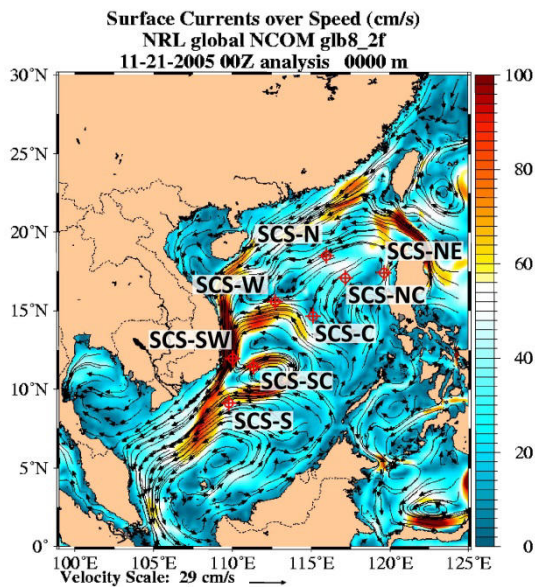 Surface Currents over Speed (cm/s)
NRL global NCOM glb8_2f
11-21-2005 00Z analysis 0000 m
30°N
25°N
20°N
15°N
10°N
5°N
0°
100°E
105°E
110°E
115°E
120°E
125°E
100
80
60
40
20
0
SCS-N
SCS-NE
SCS-W
SCS-NC
SCS-SW
SCS-C
SCS-SC
SCS-S
Velocity Scale: 29 cm/s